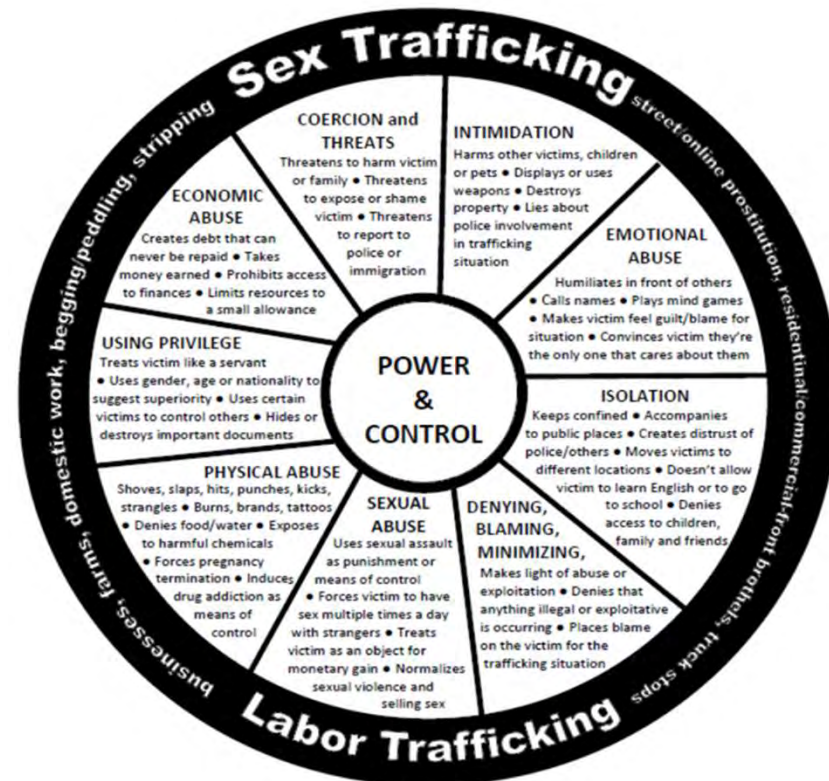 Sex Trafficking
street/online prostitution, residentinal/commercial-front brothels, truck stops
Labor Trafficking
businesses, farms, domestic work, begging/peddling, stripping
POWER
&
CONTROL
COERCION and
THREATS
Threatens to harm victim
or family ● Threatens
to expose or shame
victim ● Threatens
to report to
police or
immigration
INTIMIDATION
Harms other victims, children
or pets ● Displays or uses
weapons ● Destroys
property ● Lies about
police involvement
in trafficking
situation
EMOTIONAL
ABUSE
Humiliates in front of others
● Calls names ● Plays mind games
● Makes victim feel guilt/blame for
situation ● Convinces victim they're
the only one that cares about them
ISOLATION
Keeps confined ● Accompanies
to public places ● Creates distrust of
police/others ● Moves victims to
different locations ● Doesn't allow
victim to learn English or to go
to school ● Denies
access to children,
family and friends
DENYING,
BLAMING,
MINIMIZING,
Makes light of abuse or
exploitation ● Denies that
anything illegal or exploitative
is occurring ● Places blame
on the victim for the
trafficking situation
SEXUAL
ABUSE
Uses sexual assault
as punishment or
means of control
● Forces victim to have
sex multiple times a day
with strangers ● Treats
victim as an object for
monetary gain ● Normalizes
sexual violence and
selling sex
PHYSICAL ABUSE
Shoves, slaps, hits, punches, kicks,
strangles ● Burns, brands, tattoos
● Denies food/water ● Exposes
to harmful chemicals
● Forces pregnancy
termination ● Induces
drug addiction as
means of
control
USING PRIVILEGE
Treats victim like a servant
● Uses gender, age or nationality to
suggest superiority ● Uses certain
victims to control others ● Hides or
destroys important documents
ECONOMIC
ABUSE
Creates debt that can
never be repaid ● Takes
money earned ● Prohibits access
to finances ● Limits resources to
a small allowance